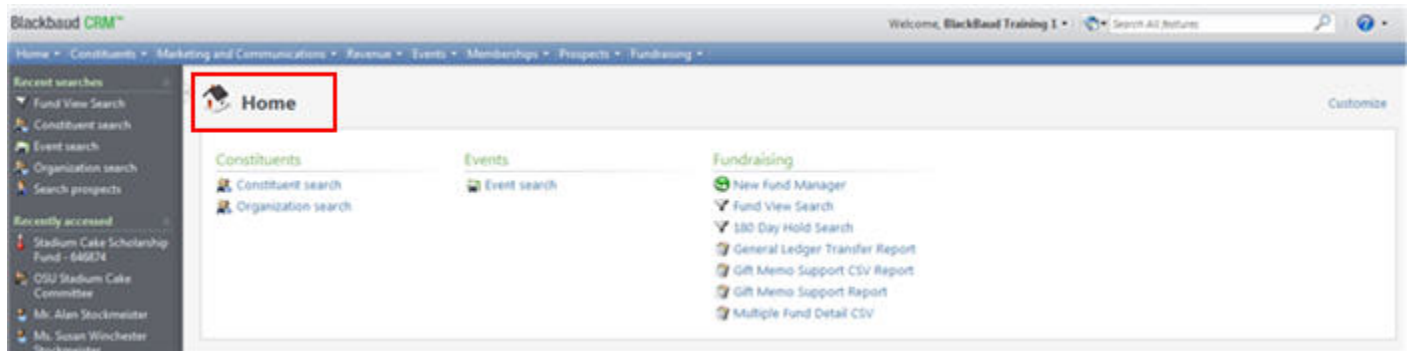 Blackbaud CRM™
Welcome, BlackBaud Training 1
Search All features
Home Constituents Marketing and Communications Revenue Events Memberships Prospects Fundraising
Recent searches
Fund View Search
Constituent search
Event search
Organization search
Search prospects
Recently accessed
Stadium Cake Scholarship
Fund - 646874
OSU Stadium Cake
Committee
Mr. Alan Stockmeister
Ms. Susan Winchester
Stockmeister
Home
Customize
Constituents
Constituent search
Organization search
Events
Event search
Fundraising
New Fund Manager
Fund View Search
180 Day Hold Search
General Ledger Transfer Report
Gift Memo Support CSV Report
Gift Memo Support Report
Multiple Fund Detail CSV